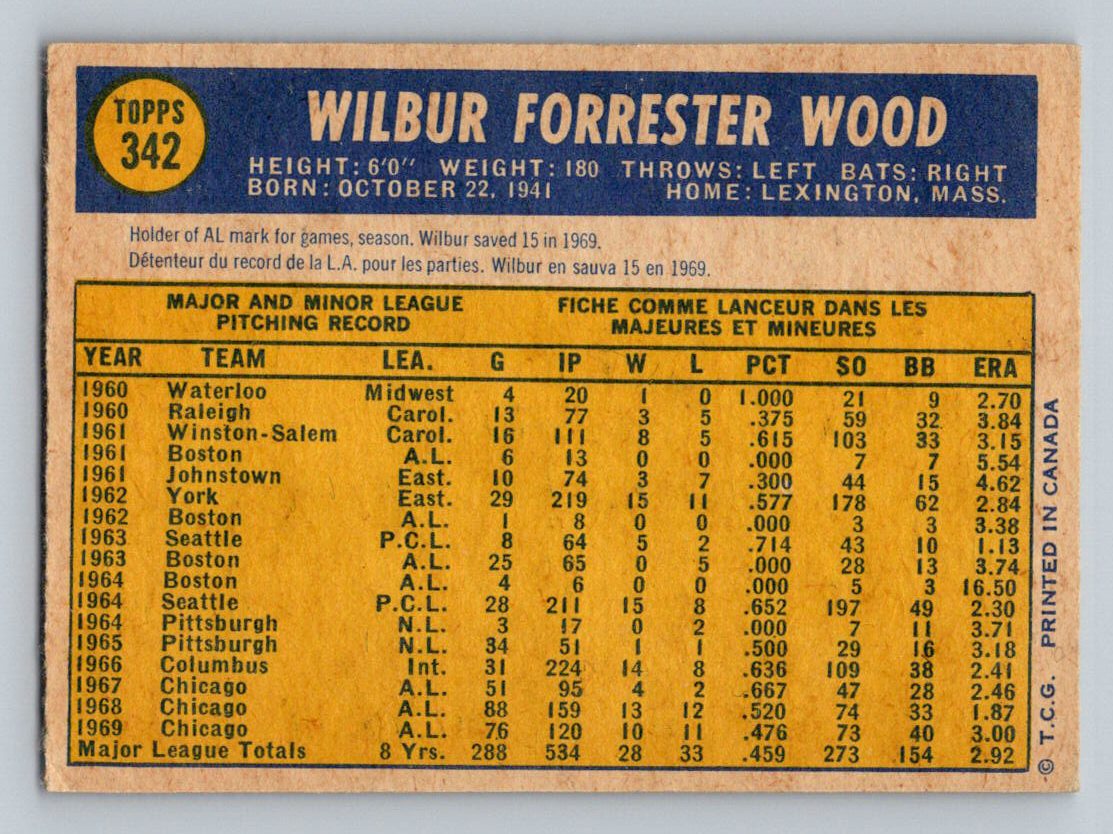 TOPPS
342
WILBUR FORRESTER WOOD
HEIGHT: 6'0" WEIGHT: 180 THROWS: LEFT BATS: RIGHT
BORN: OCTOBER 22, 1941 HOME: LEXINGTON, MASS.
Holder of AL mark for games, season. Wilbur saved 15 in 1969.
Détenteur du record de la L.A. pour les parties. Wilbur en sauva 15 en 1969.
MAJOR AND MINOR LEAGUE FICHE COMME LANCEUR DANS LES
PITCHING RECORD MAJEURES ET MINEURES
YEAR TEAM LEA. G IP W L PCT SO BB ERA
1960 Waterloo Midwest 4 20 1 0 1.000 21 9 2.70
1960 Raleigh Carol. 13 77 3 5 .375 59 32 3.84
1961 Winston-Salem Carol. 16 111 8 5 .615 103 33 3.15
1961 Boston A.L. 6 13 0 0 .000 7 7 5.54
1961 Johnstown East. 10 74 3 7 .300 44 15 4.62
1962 York East. 29 219 15 11 .577 178 62 2.84
1962 Boston A.L. 1 8 0 0 .000 3 3 3.38
1963 Seattle P.C.L. 8 64 5 2 .714 43 10 1.13
1963 Boston A.L. 25 65 0 5 .000 28 13 3.74
1964 Boston A.L. 4 6 0 0 .000 5 3 16.50
1964 Seattle P.C.L. 28 211 15 8 .652 197 49 2.30
1964 Pittsburgh N.L. 3 17 0 2 .000 7 11 3.71
1965 Pittsburgh N.L. 34 51 1 1 .500 29 16 3.18
1966 Columbus Int. 31 224 14 8 .636 109 38 2.41
1967 Chicago A.L. 51 95 4 2 .667 47 28 2.46
1968 Chicago A.L. 88 159 13 12 .520 74 33 1.87
1969 Chicago A.L. 76 120 10 11 .476 73 40 3.00
Major League Totals 8 Yrs. 288 534 28 33 .459 273 154 2.92
© T.C.G. PRINTED IN CANADA